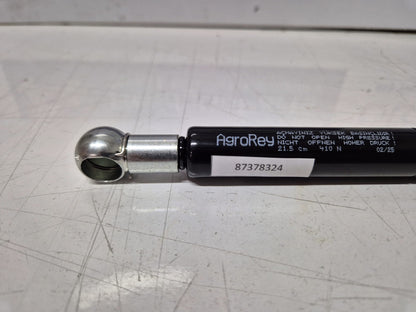 AgroRey
AÇMAYINIZ YÜKSEK BASINÇLIDIR!
DO NOT OPEN HIGH PRESSURE!
NICHT OFFNEN HOHER DRUCK!
21.5 cm 410 N 02/25
87378324